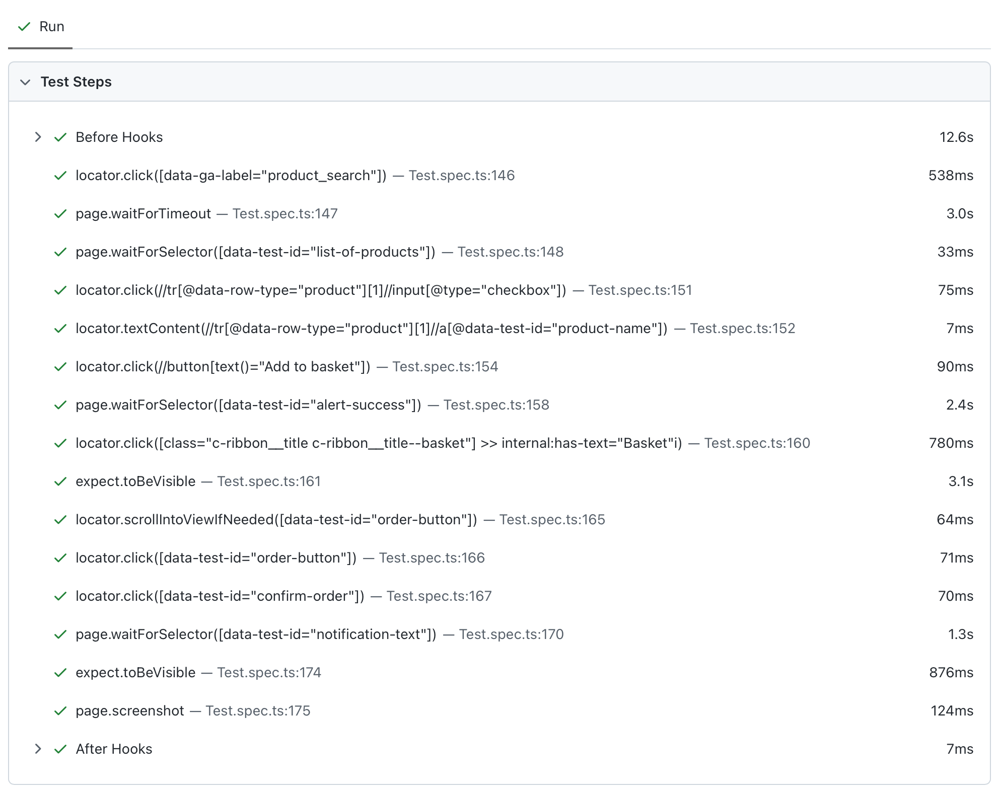 Run
Test Steps
Before Hooks 12.6s
locator.click([data-ga-label="product_search"]) — Test.spec.ts:146 538ms
page.waitForTimeout — Test.spec.ts:147 3.0s
page.waitForSelector([data-test-id="list-of-products"]) — Test.spec.ts:148 33ms
locator.click(//tr[@data-row-type="product"][1]//input[@type="checkbox"]) — Test.spec.ts:151 75ms
locator.textContent(//tr[@data-row-type="product"][1]//a[@data-test-id="product-name"]) — Test.spec.ts:152 7ms
locator.click(//button[text()="Add to basket"]) — Test.spec.ts:154 90ms
page.waitForSelector([data-test-id="alert-success"]) — Test.spec.ts:158 2.4s
locator.click([class="c-ribbon__title c-ribbon__title--basket"] >> internal:has-text="Basket"i) — Test.spec.ts:160 780ms
expect.toBeVisible — Test.spec.ts:161 3.1s
locator.scrollIntoViewIfNeeded([data-test-id="order-button"]) — Test.spec.ts:165 64ms
locator.click([data-test-id="order-button"]) — Test.spec.ts:166 71ms
locator.click([data-test-id="confirm-order"]) — Test.spec.ts:167 70ms
page.waitForSelector([data-test-id="notification-text"]) — Test.spec.ts:170 1.3s
expect.toBeVisible — Test.spec.ts:174 876ms
page.screenshot — Test.spec.ts:175 124ms
After Hooks 7ms